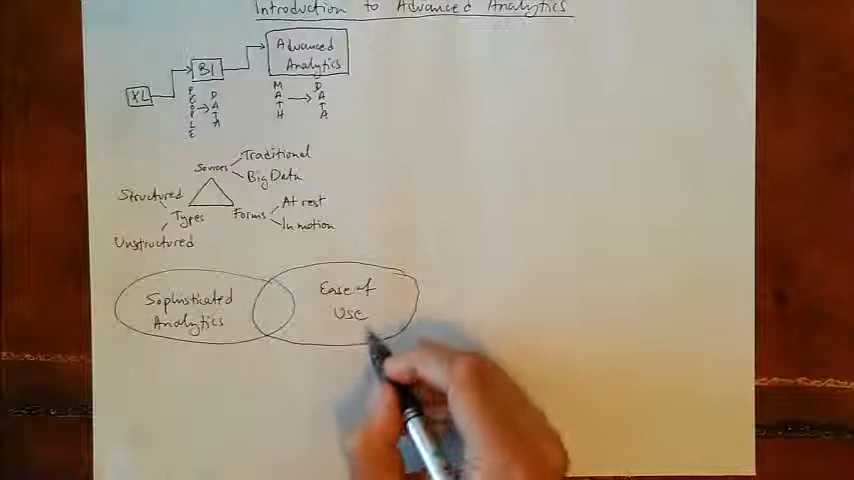 Introduction to Advanced Analytics
Advanced
Analytics
BI
XL
PEOPLE
DATA
MATH
DATA
Sources
Traditional
Big Data
Structured
Types
Unstructured
Forms
At rest
In motion
Sophisticated
Analytics
Ease of
Use